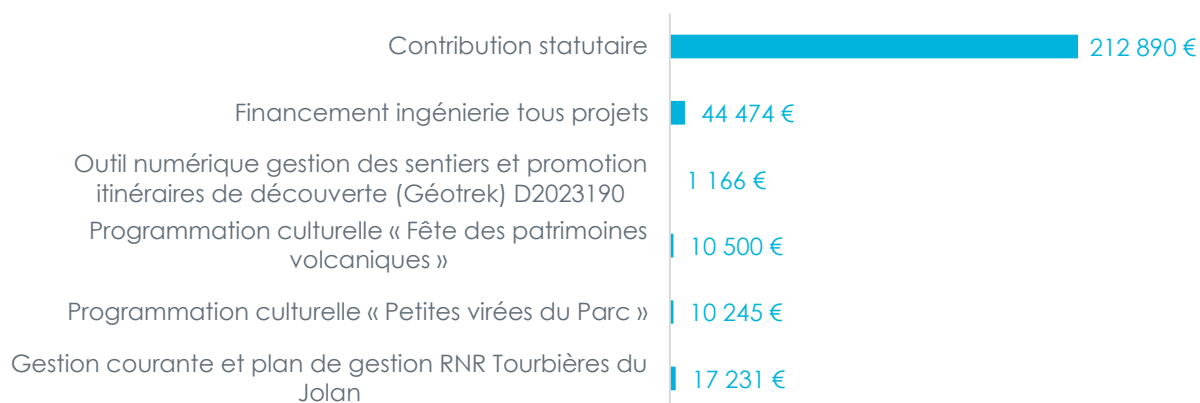 Contribution statutaire
212 890 €
Financement ingénierie tous projets
44 474 €
Outil numérique gestion des sentiers et promotion
itinéraires de découverte (Géotrek) D2023190
1 166 €
Programmation culturelle « Fête des patrimoines
volcaniques »
10 500 €
Programmation culturelle « Petites virées du Parc »
10 245 €
Gestion courante et plan de gestion RNR Tourbières du
Jolan
17 231 €